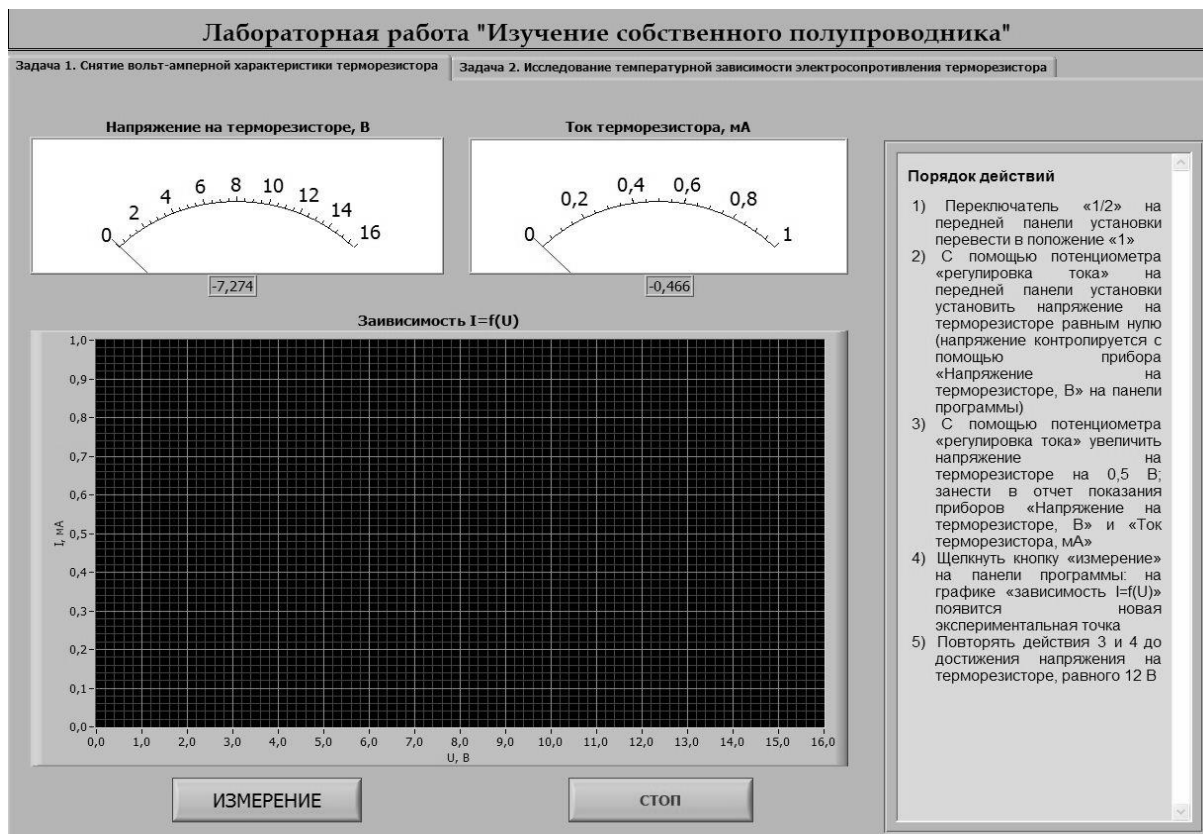 Лабораторная работа "Изучение собственного полупроводника"
Задача 1. Снятие вольт-амперной характеристики терморезистора
Задача 2. Исследование температурной зависимости электросопротивления терморезистора
Напряжение на терморезисторе, В
0 2 4 6 8 10 12 14 16
-7,274
Ток терморезистора, мА
0 0,2 0,4 0,6 0,8 1
-0,466
Заивисимость I=f(U)
1,0
0,9
0,8
0,7
0,6
0,5
0,4
0,3
0,2
0,1
0,0
I, мА
0,0 1,0 2,0 3,0 4,0 5,0 6,0 7,0 8,0 9,0 10,0 11,0 12,0 13,0 14,0 15,0 16,0
U, В
ИЗМЕРЕНИЕ
СТОП
Порядок действий
1) Переключатель «1/2» на
передней панели установки
перевести в положение «1»
2) С помощью потенциометра
«регулировка тока» на
передней панели установки
установить напряжение на
терморезисторе равным нулю
(напряжение контролируется с
помощью прибора
«Напряжение на
терморезисторе, В» на панели
программы)
3) С помощью потенциометра
«регулировка тока» увеличить
напряжение на
терморезисторе на 0,5 В;
занести в отчет показания
приборов «Напряжение на
терморезисторе, В» и «Ток
терморезистора, мА»
4) Щелкнуть кнопку «измерение»
на панели программы: на
графике «зависимость I=f(U)»
появится новая
экспериментальная точка
5) Повторять действия 3 и 4 до
достижения напряжения на
терморезисторе, равного 12 В